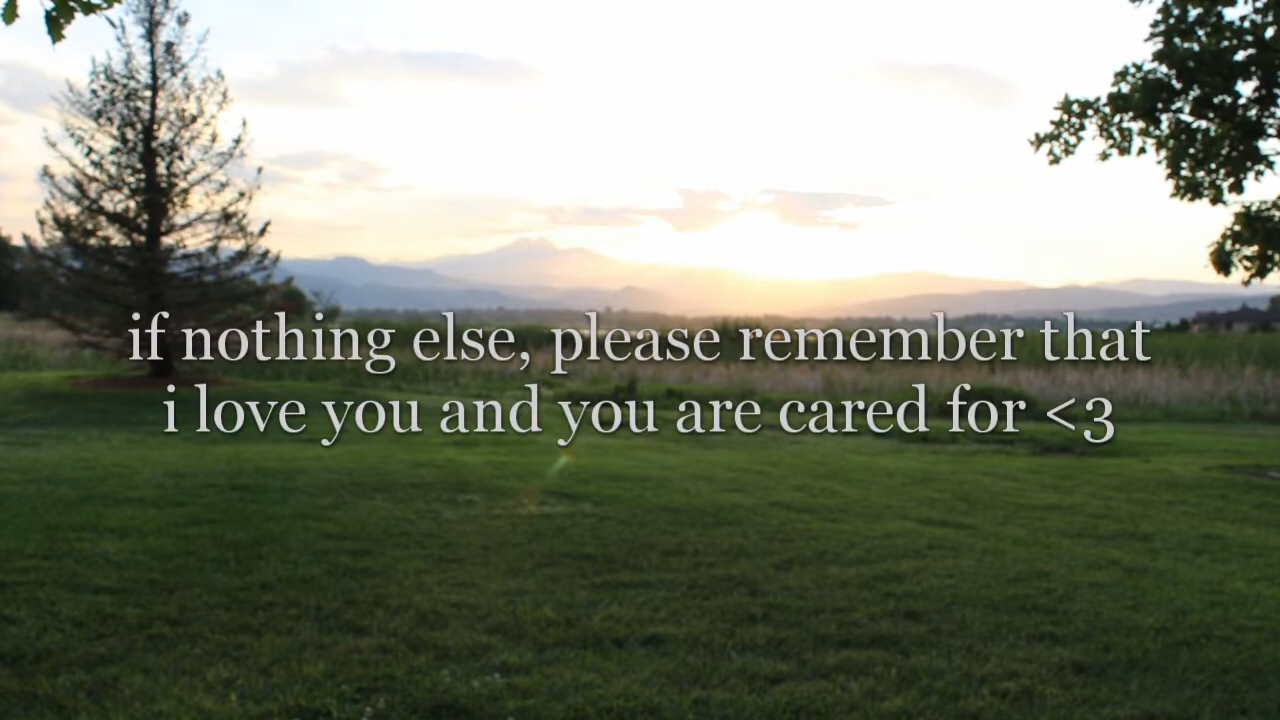 if nothing else, please remember that
i love you and you are cared for <3